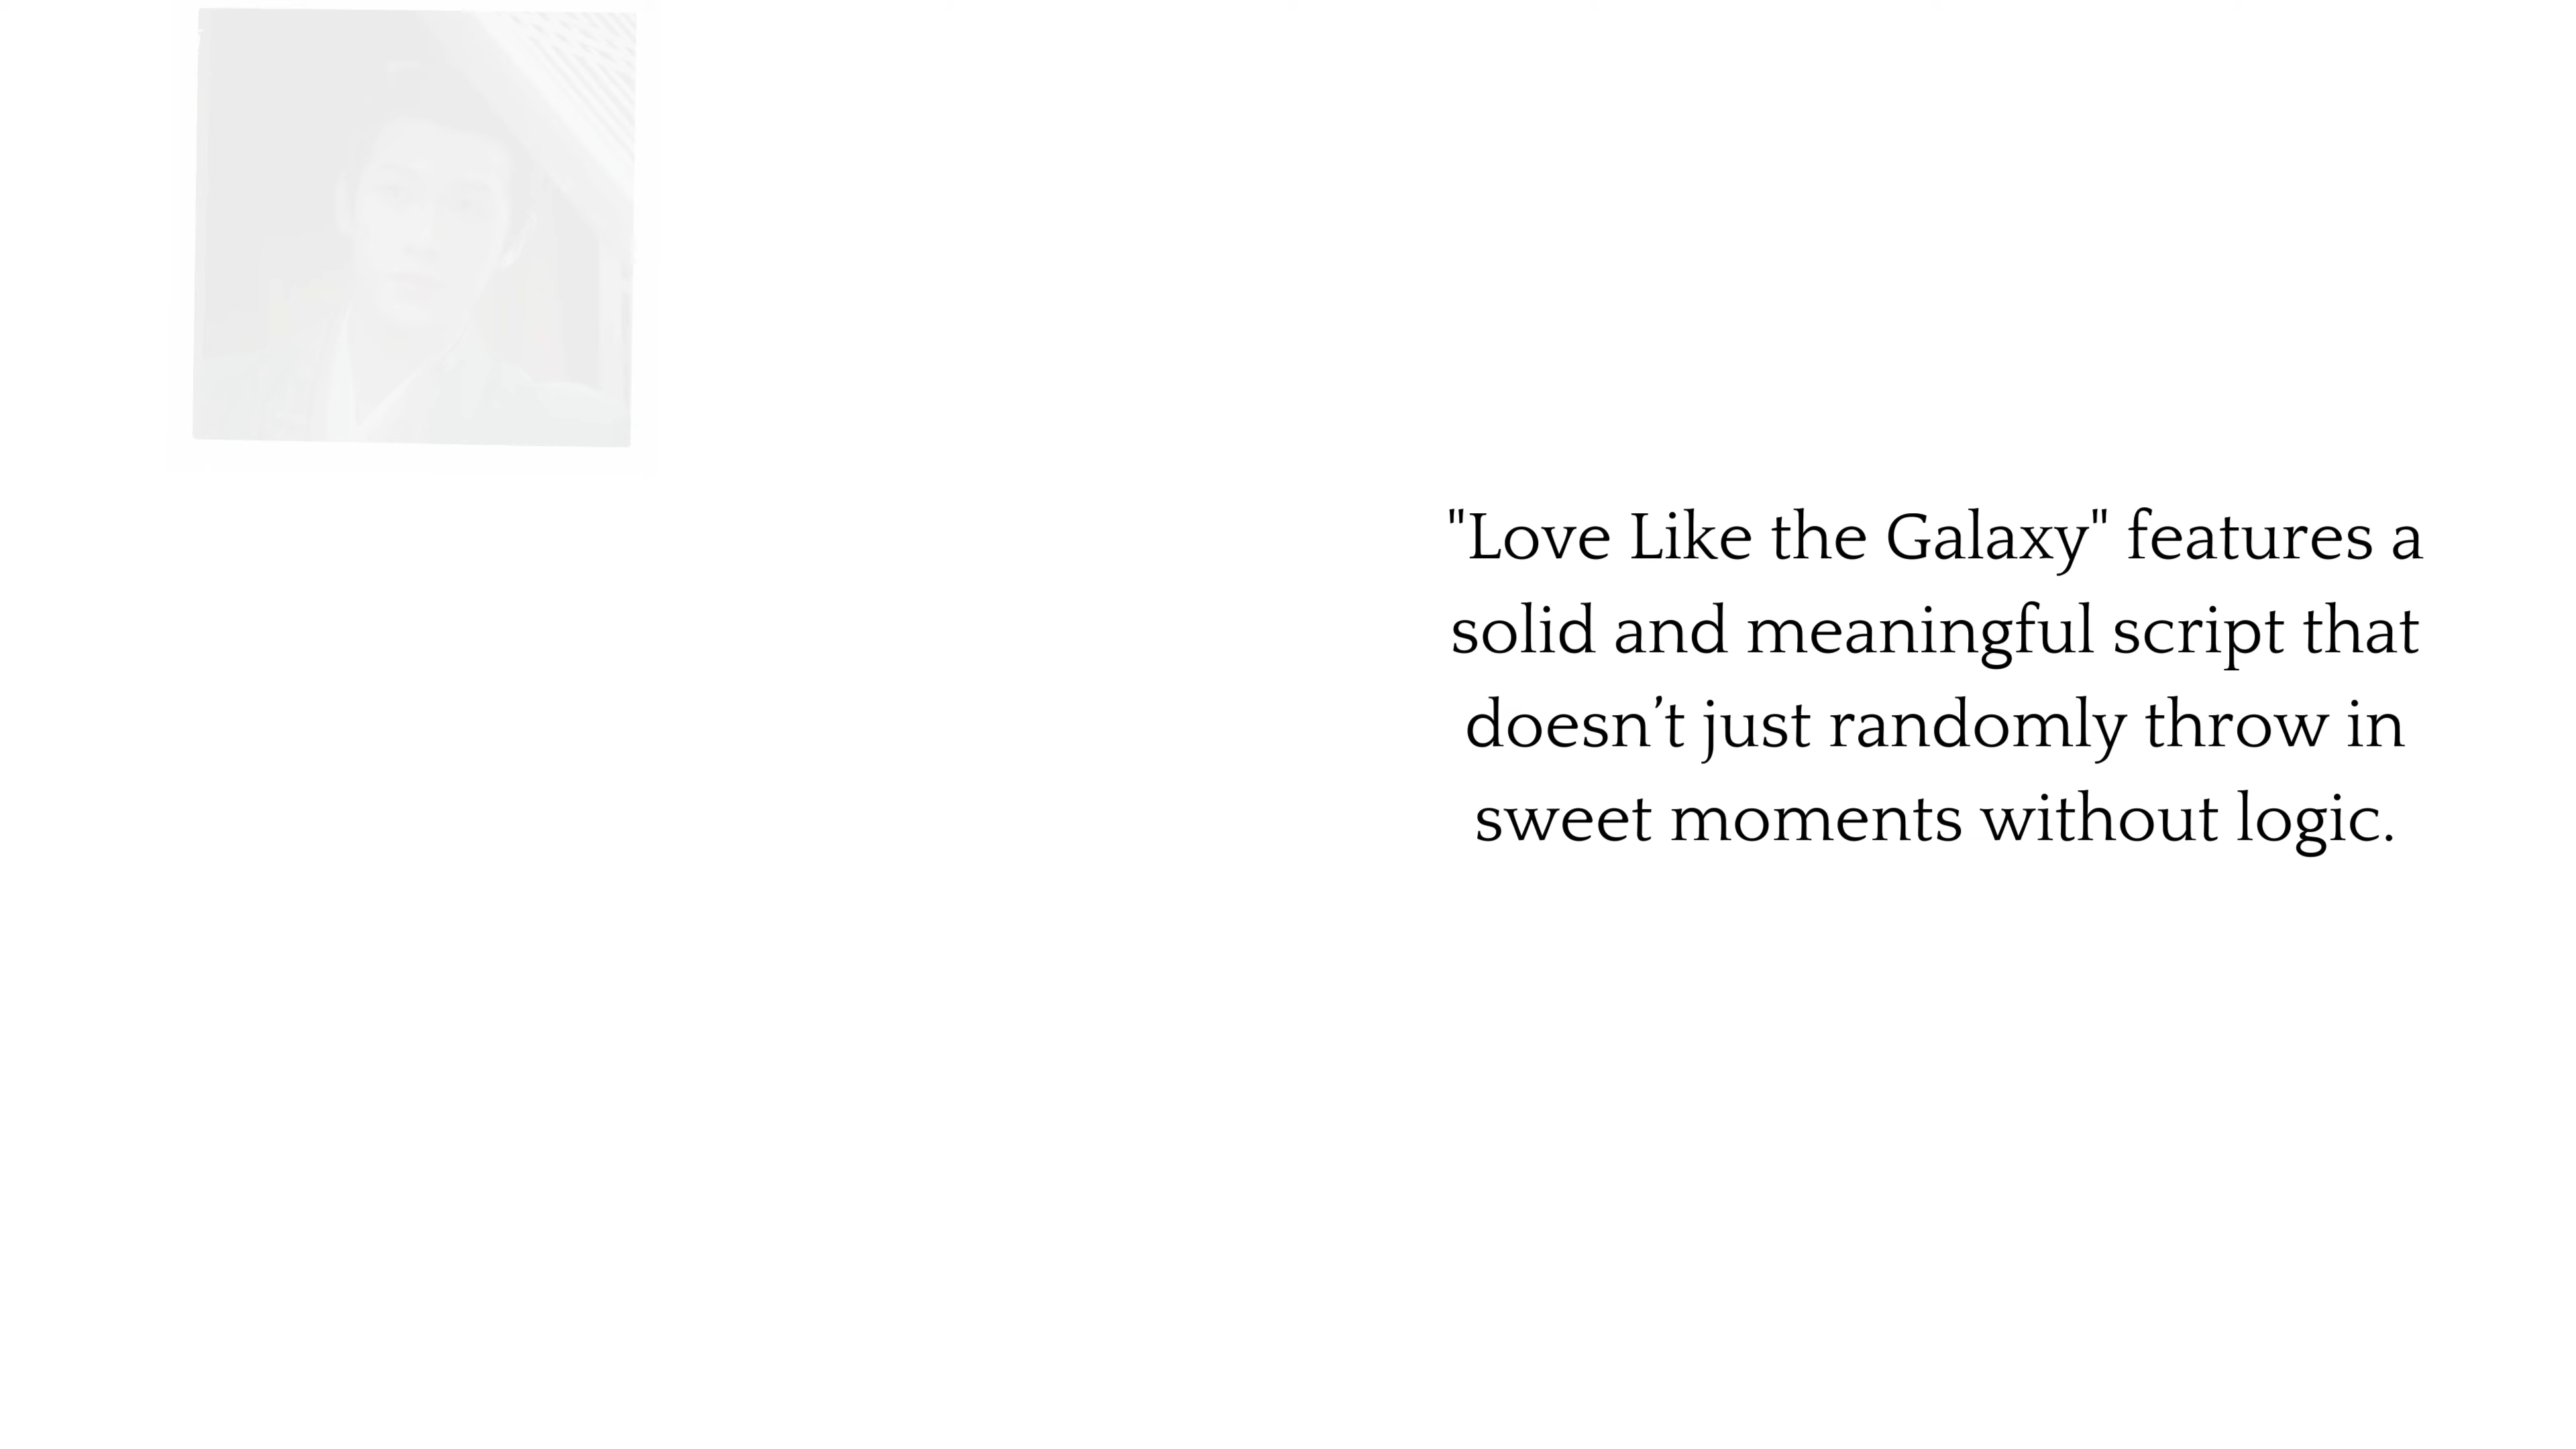 "Love Like the Galaxy" features a
solid and meaningful script that
doesn’t just randomly throw in
sweet moments without logic.